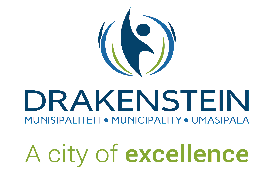 DRAKENSTEIN
MUNISIPALITEIT • MUNICIPALITY • UMASIPALA
A city of excellence